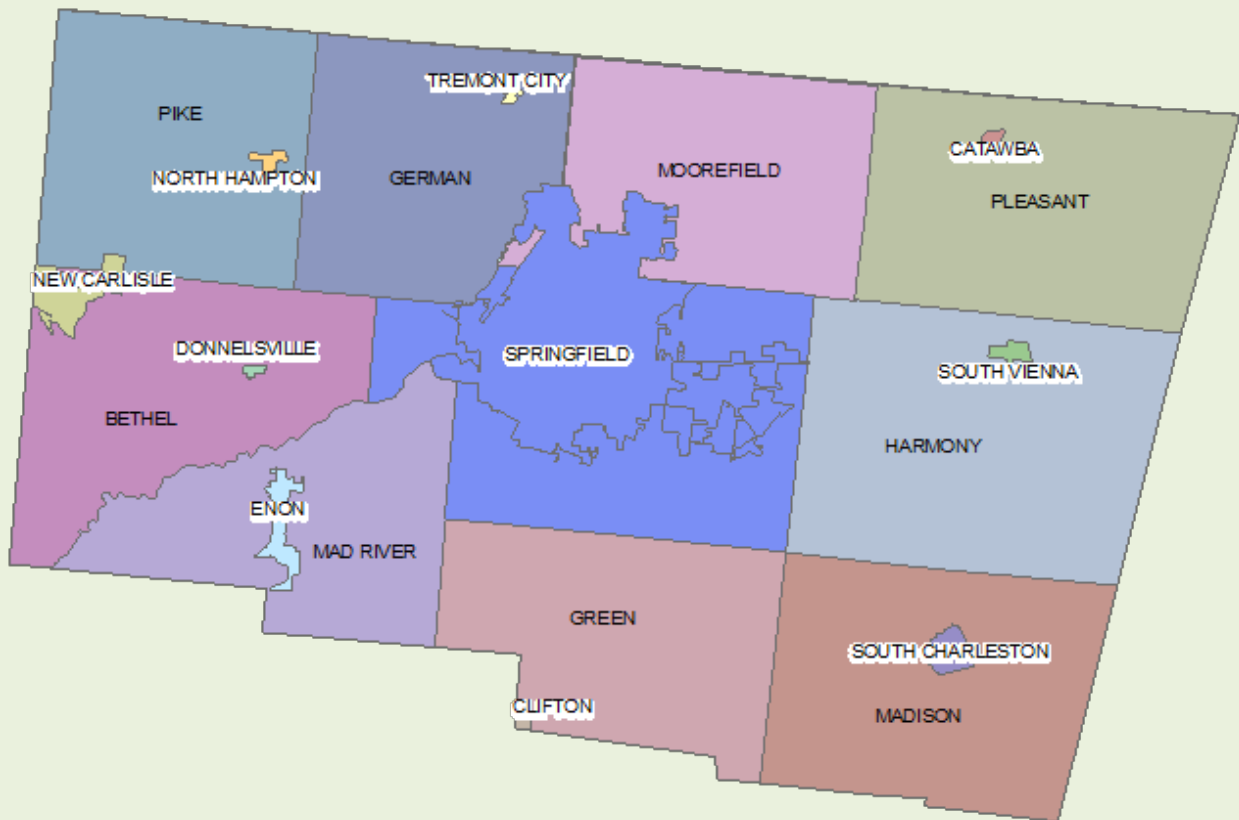 TREMONT CITY
PIKE
CATAWBA
MOOREFIELD
NORTH HAMPTON
GERMAN
PLEASANT
NEW CARLISLE
DONNELSVILLE
SPRINGFIELD
SOUTH VIENNA
BETHEL
HARMONY
ENON
MAD RIVER
GREEN
SOUTH CHARLESTON
CLIFTON
MADISON